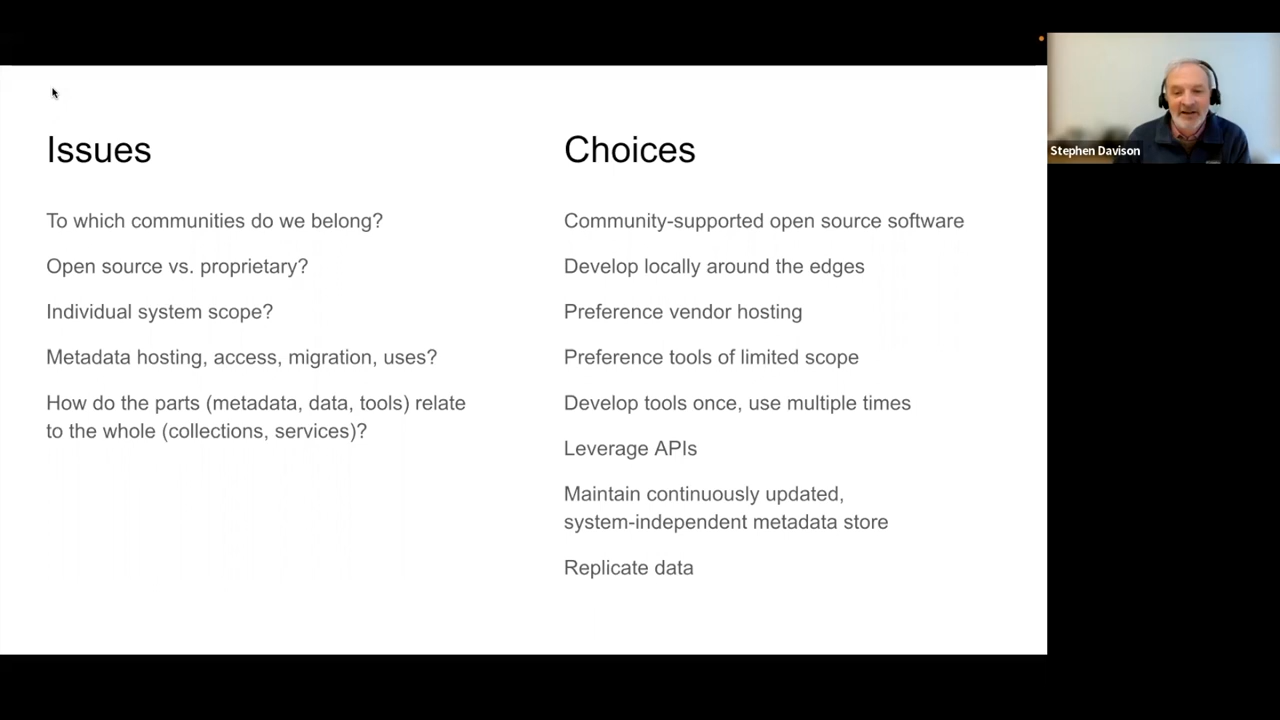 Issues
To which communities do we belong?
Open source vs. proprietary?
Individual system scope?
Metadata hosting, access, migration, uses?
How do the parts (metadata, data, tools) relate
to the whole (collections, services)?
Choices
Community-supported open source software
Develop locally around the edges
Preference vendor hosting
Preference tools of limited scope
Develop tools once, use multiple times
Leverage APIs
Maintain continuously updated,
system-independent metadata store
Replicate data
Stephen Davison